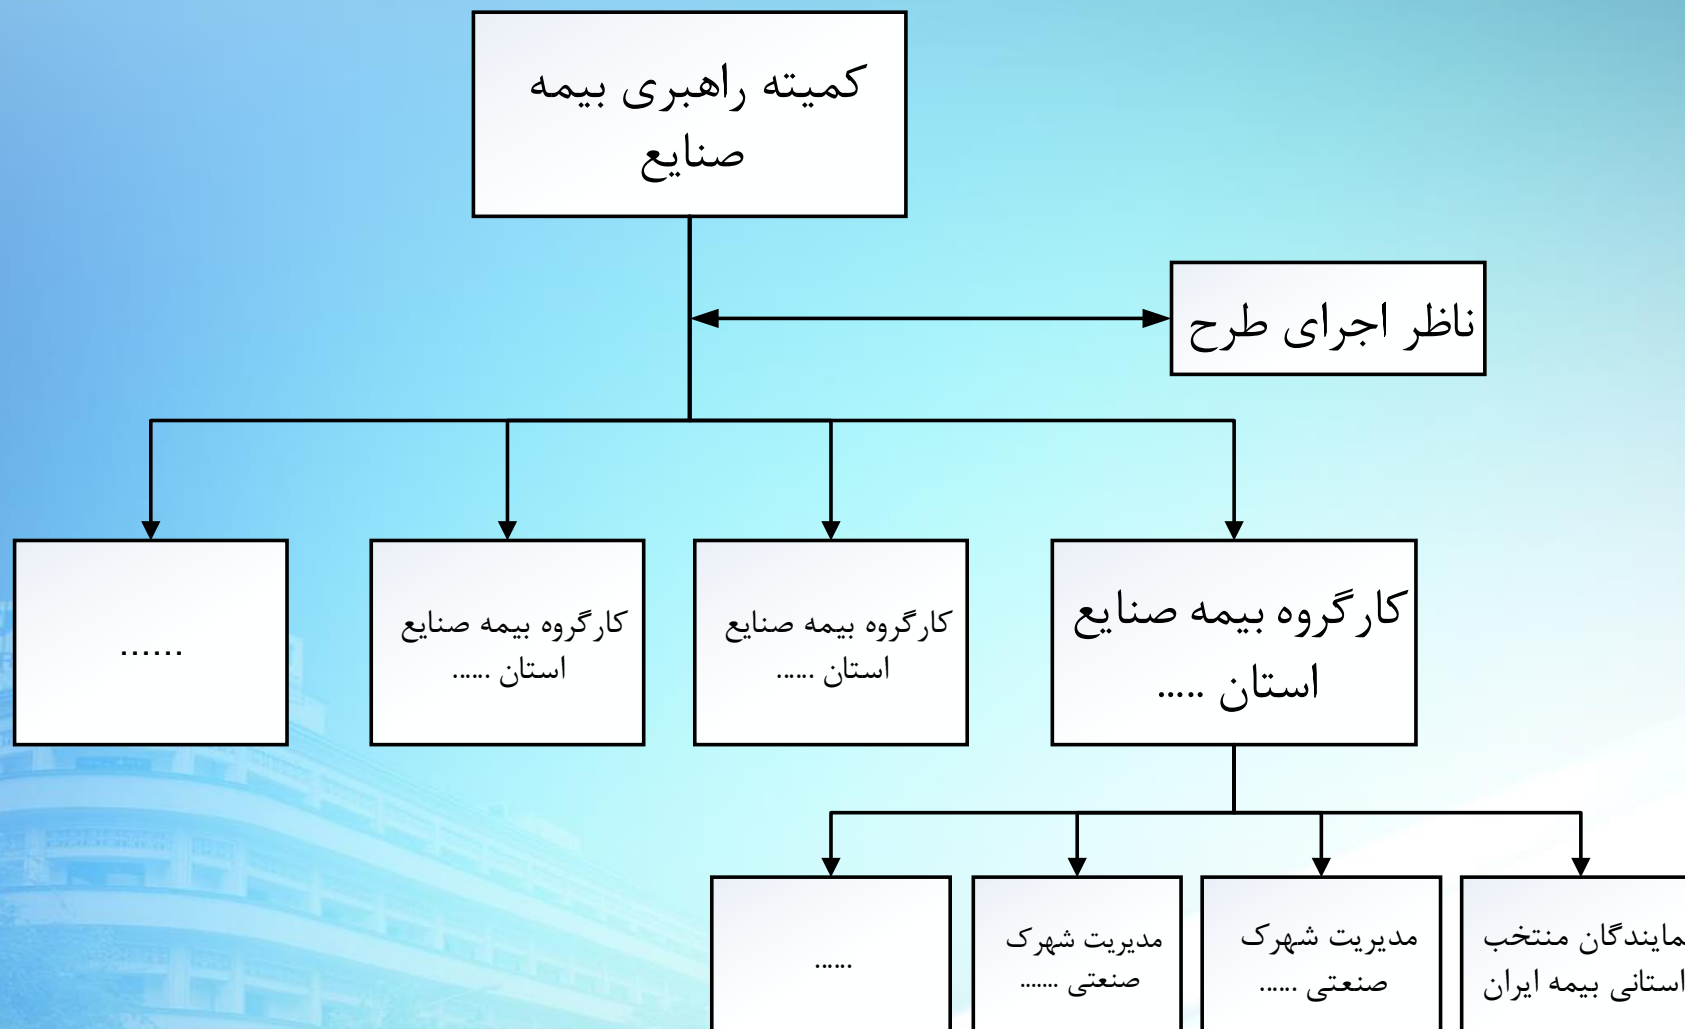 کمیته راهبری بیمه
صنایع
ناظر اجرای طرح
کارگروه بیمه صنایع
استان .....
کارگروه بیمه صنایع
استان ......
کارگروه بیمه صنایع
استان ......
......
نمایندگان منتخب
استانی بیمه ایران
مدیریت شهرک
صنعتی ......
مدیریت شهرک
صنعتی .......
......